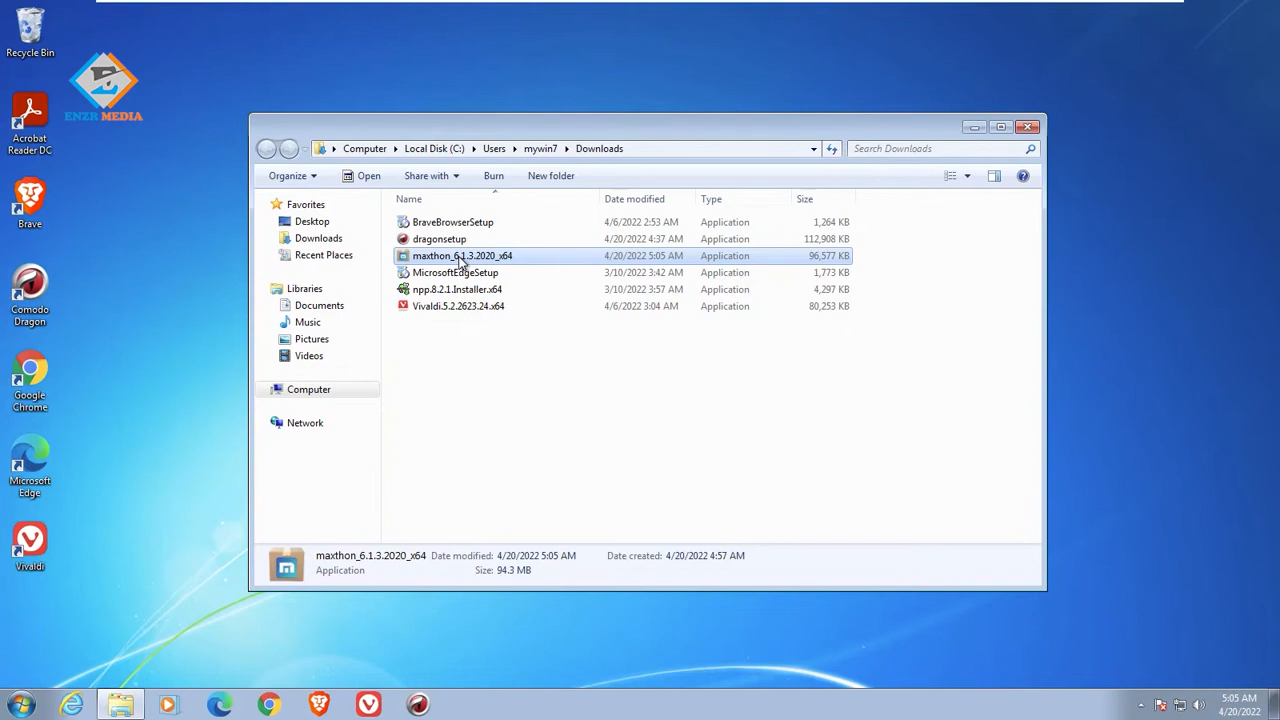 Recycle Bin
ENZR MEDIA
Acrobat
Reader DC
Brave
Comodo
Dragon
Google
Chrome
Microsoft
Edge
Vivaldi
Computer Local Disk (C:) Users mywin7 Downloads
Search Downloads
Organize Open Share with Burn New folder
Name Date modified Type Size
Favorites
Desktop
Downloads
Recent Places
Libraries
Documents
Music
Pictures
Videos
Computer
Network
BraveBrowserSetup 4/6/2022 2:53 AM Application 1,264 KB
dragonsetup 4/20/2022 4:37 AM Application 112,908 KB
maxthon_6.1.3.2020_x64 4/20/2022 5:05 AM Application 96,577 KB
MicrosoftEdgeSetup 3/10/2022 3:42 AM Application 1,773 KB
npp.8.2.1.Installer.x64 3/10/2022 3:57 AM Application 4,297 KB
Vivaldi.5.2.2623.24.x64 4/6/2022 3:04 AM Application 80,253 KB
maxthon_6.1.3.2020_x64 Date modified: 4/20/2022 5:05 AM Date created: 4/20/2022 4:57 AM
Application Size: 94.3 MB
5:05 AM
4/20/2022